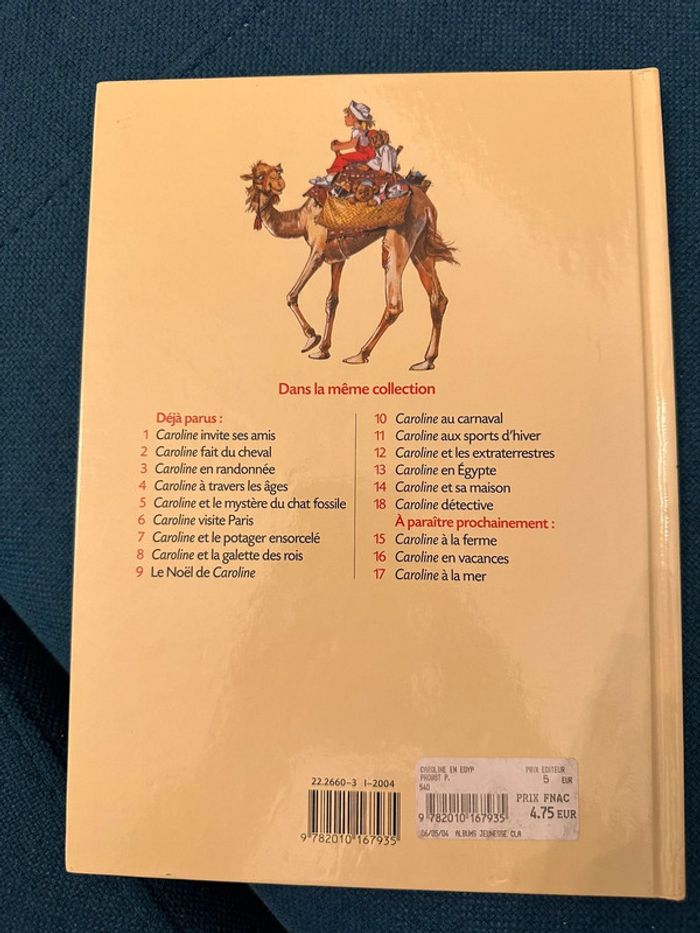 Dans la même collection
Déjà parus :
1 Caroline invite ses amis
2 Caroline fait du cheval
3 Caroline en randonnée
4 Caroline à travers les âges
5 Caroline et le mystère du chat fossile
6 Caroline visite Paris
7 Caroline et le potager ensorcelé
8 Caroline et la galette des rois
9 Le Noël de Caroline
10 Caroline au carnaval
11 Caroline aux sports d'hiver
12 Caroline et les extraterrestres
13 Caroline en Égypte
14 Caroline et sa maison
18 Caroline détective
À paraître prochainement :
15 Caroline à la ferme
16 Caroline en vacances
17 Caroline à la mer
22.2660-3 I-2004
9 782010 167935
CAROLINE EN EGYP
PROBST P.
540
PRIX EDITEUR
5 EUR
PRIX FNAC
4.75 EUR
9 782010 167935
06/05/04 ALBUMS JEUNESSE CLA